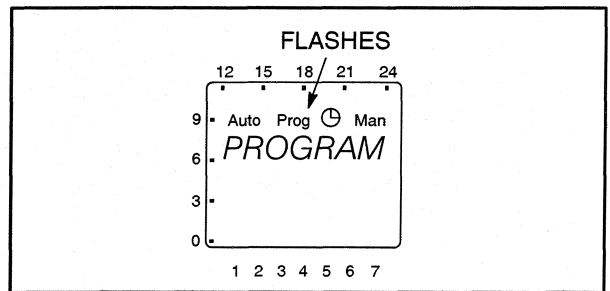 FLASHES
12 15 18 21 24
9 Auto Prog Man
6 PROGRAM
3
0
1 2 3 4 5 6 7